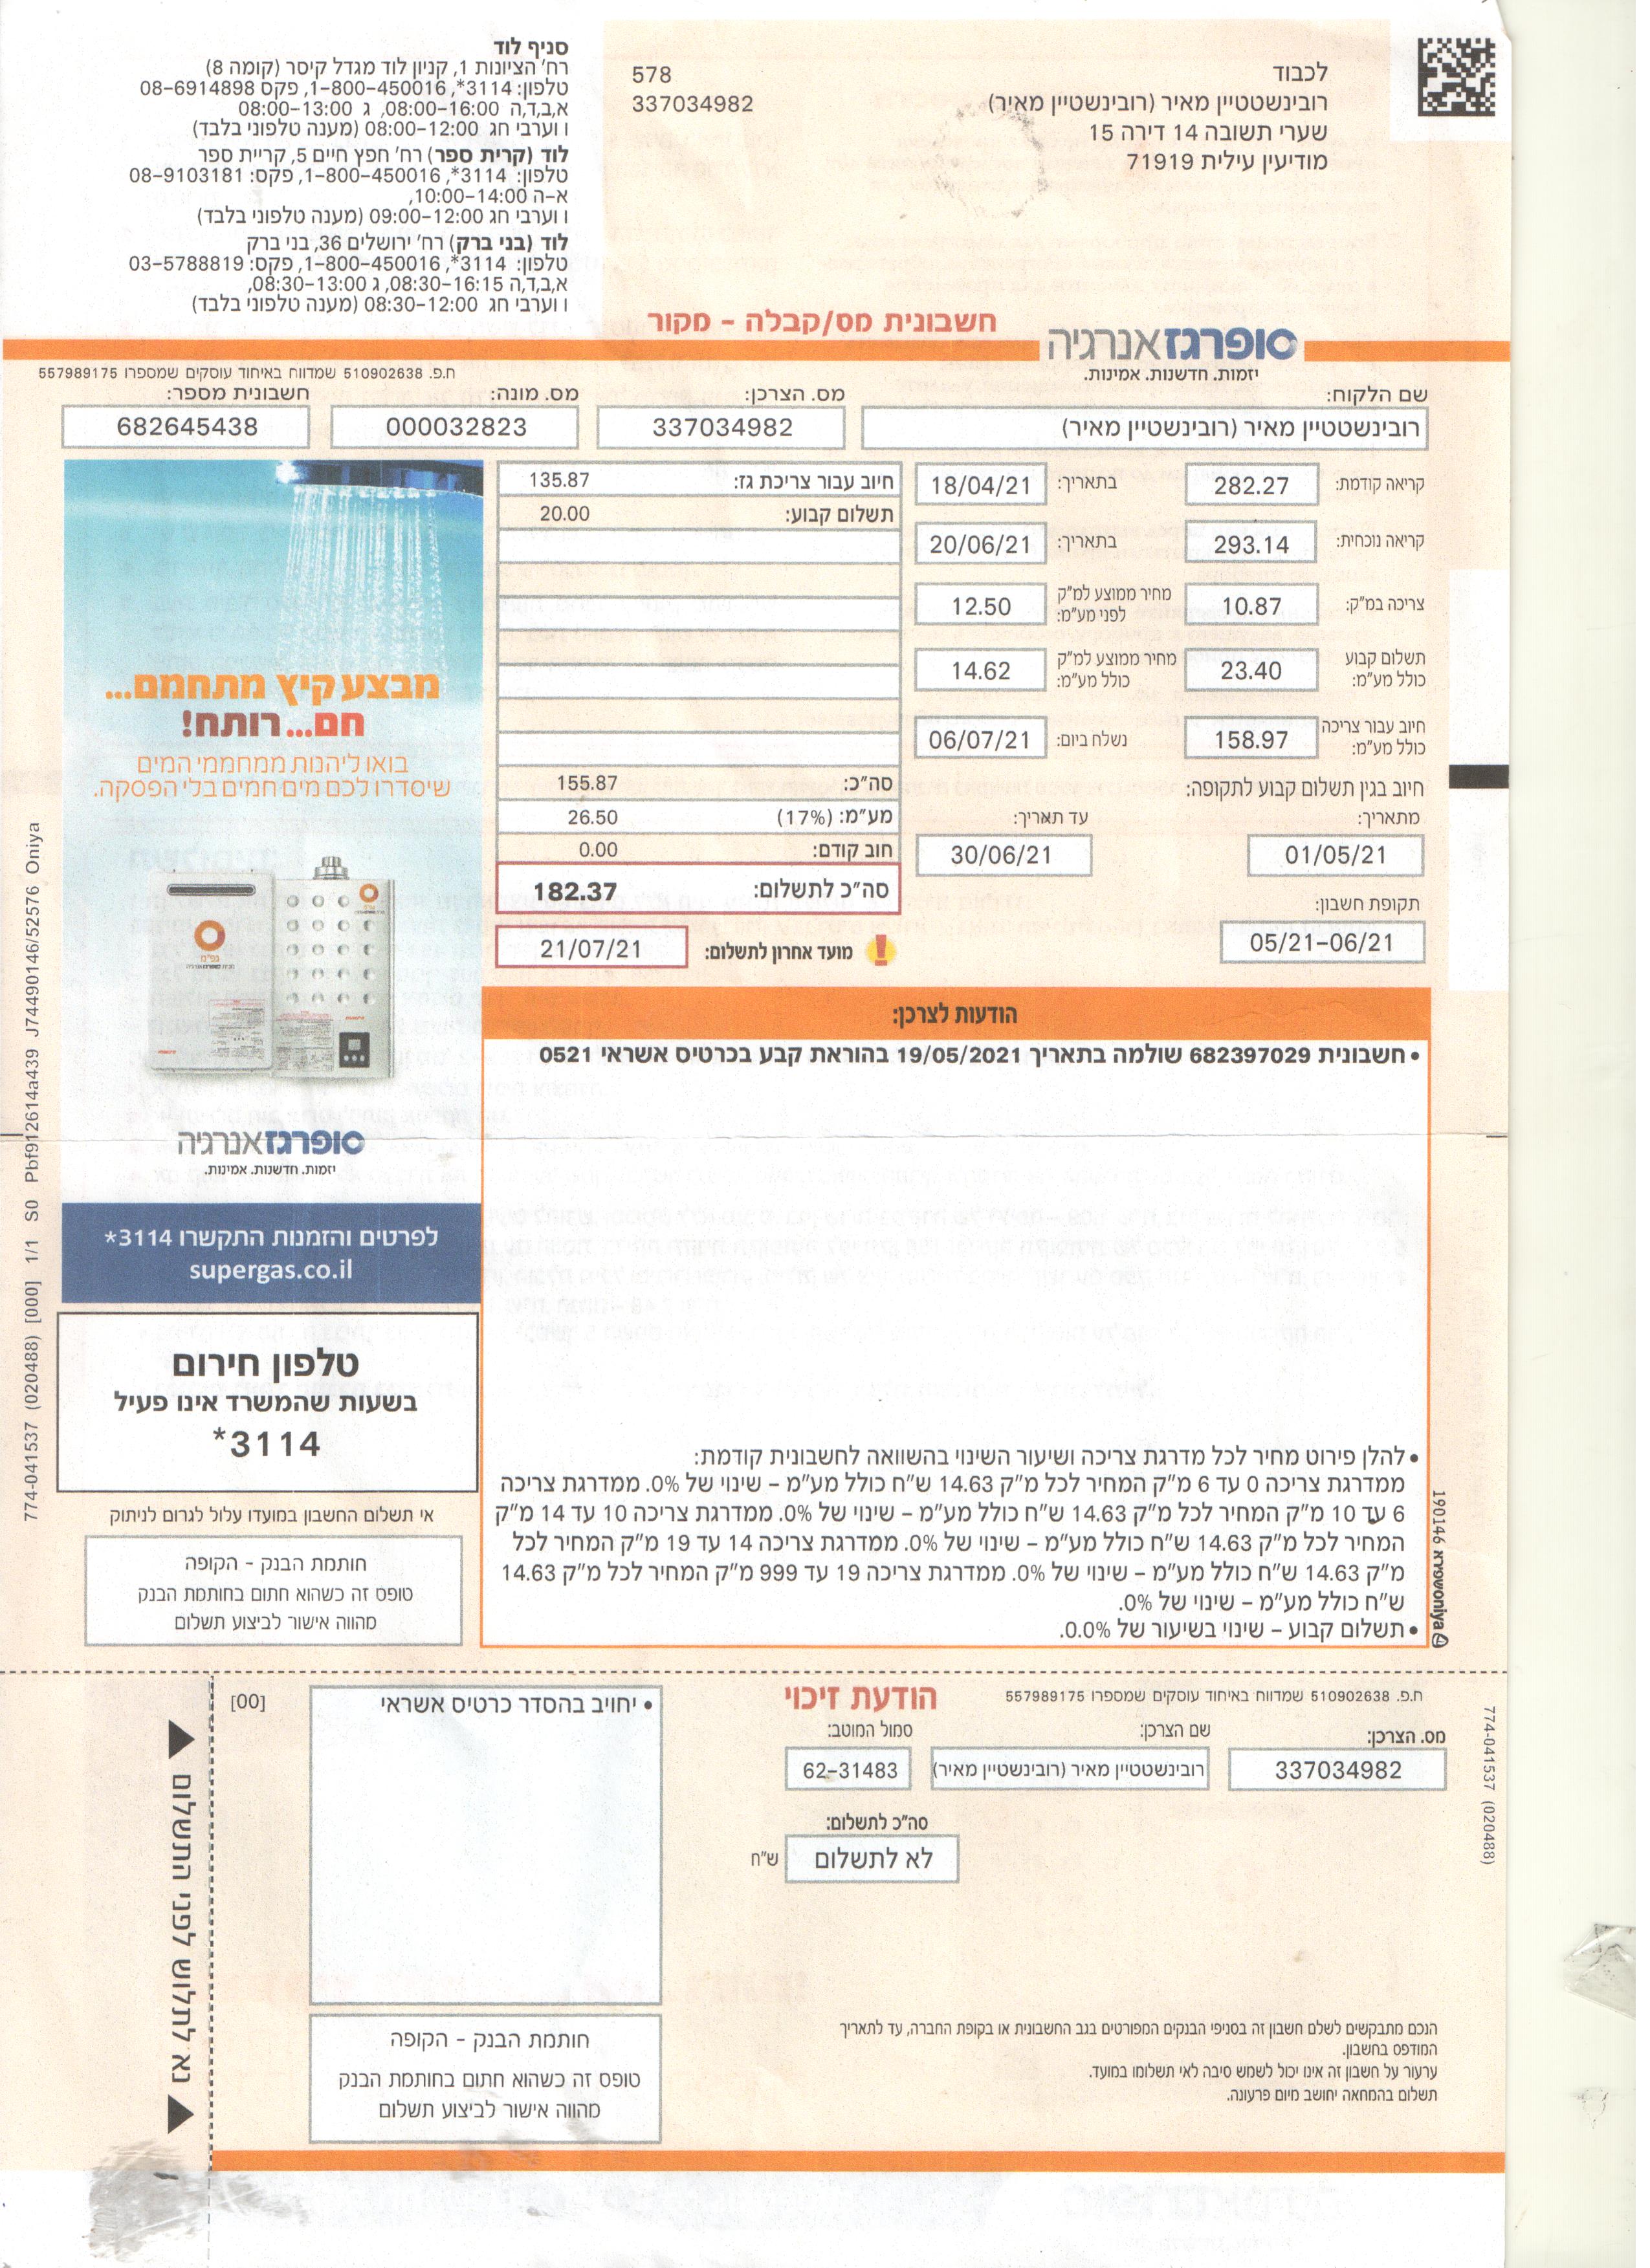 לכבוד
578
רובינשטטיין מאיר (רובינשטיין מאיר)
337034982
שערי תשובה 14 דירה 15
מודיעין עילית 71919
סניף לוד
רח' הציונות 1, קניון לוד מגדל קיסר (קומה 8)
טלפון: 3114*, 1-800-450016, פקס 08-6914898
א,ב,ד,ה 08:00-16:00, ג 08:00-13:00
ו וערבי חג 08:00-12:00 (מענה טלפוני בלבד)
לוד (קרית ספר) רח' חפץ חיים 5, קריית ספר
טלפון: 3114*, 1-800-450016, פקס: 08-9103181
א-ה 10:00-14:00,
ו וערבי חג 09:00-12:00 (מענה טלפוני בלבד)
לוד (בני ברק) רח' ירושלים 36, בני ברק
טלפון: 3114*, 1-800-450016, פקס: 03-5788819
א,ב,ד,ה 08:30-16:15, ג 08:30-13:00,
ו וערבי חג 08:30-12:00 (מענה טלפוני בלבד)
חשבונית מס/קבלה - מקור
סופרגזאנרגיה
יזמות. חדשנות. אמינות.
ח.פ. 510902638 שמדווח באיחוד עוסקים שמספרו 557989175
שם הלקוח:
מס. הצרכן:
מס. מונה:
חשבונית מספר:
רובינשטטיין מאיר (רובינשטיין מאיר)
337034982
000032823
682645438
קריאה קודמת: 282.27 בתאריך: 18/04/21
קריאה נוכחית: 293.14 בתאריך: 20/06/21
צריכה במ"ק: 10.87 מחיר ממוצע למ"ק לפני מע"מ: 12.50
תשלום קבוע כולל מע"מ: 23.40 מחיר ממוצע למ"ק כולל מע"מ: 14.62
חיוב עבור צריכה כולל מע"מ: 158.97 נשלח ביום: 06/07/21
חיוב בגין תשלום קבוע לתקופה:
מתאריך: עד תאריך:
01/05/21 30/06/21
תקופת חשבון:
05/21-06/21
חיוב עבור צריכת גז: 135.87
תשלום קבוע: 20.00
סה"כ: 155.87
מע"מ: (17%) 26.50
חוב קודם: 0.00
סה"כ לתשלום: 182.37
מועד אחרון לתשלום: 21/07/21
מבצע קיץ מתחמם...
חם...רותח!
בואו ליהנות ממחממי המים
שיסדרו לכם מים חמים בלי הפסקה.
סופרגזאנרגיה
יזמות. חדשנות. אמינות.
לפרטים והזמנות התקשרו 3114*
supergas.co.il
טלפון חירום
בשעות שהמשרד אינו פעיל
*3114
אי תשלום החשבון במועדו עלול לגרום לניתוק
חותמת הבנק - הקופה
טופס זה כשהוא חתום בחותמת הבנק
מהווה אישור לביצוע תשלום
הודעות לצרכן:
• חשבונית 682397029 שולמה בתאריך 19/05/2021 בהוראת קבע בכרטיס אשראי 0521
• להלן פירוט מחיר לכל מדרגת צריכה ושיעור השינוי בהשוואה לחשבונית קודמת:
ממדרגת צריכה 0 עד 6 מ"ק המחיר לכל מ"ק 14.63 ש"ח כולל מע"מ - שינוי של 0%. ממדרגת צריכה
6 עד 10 מ"ק המחיר לכל מ"ק 14.63 ש"ח כולל מע"מ - שינוי של 0%. ממדרגת צריכה 10 עד 14 מ"ק
המחיר לכל מ"ק 14.63 ש"ח כולל מע"מ - שינוי של 0%. ממדרגת צריכה 14 עד 19 מ"ק המחיר לכל
מ"ק 14.63 ש"ח כולל מע"מ - שינוי של 0%. ממדרגת צריכה 19 עד 999 מ"ק המחיר לכל מ"ק 14.63
ש"ח כולל מע"מ - שינוי של 0%.
• תשלום קבוע - שינוי בשיעור של 0.0%.
774-041537 (020488) [000] 1/1 S0 Pbf912614a439 J74490146/52576 Oniya
190146 אניה oniya
ח.פ. 510902638 שמדווח באיחוד עוסקים שמספרו 557989175
הודעת זיכוי
מס. הצרכן:
שם הצרכן:
סמול המוטב:
337034982
רובינשטטיין מאיר (רובינשטיין מאיר)
62-31483
סה"כ לתשלום:
לא לתשלום ש"ח
• יחויב בהסדר כרטיס אשראי
[00]
נא לתלוש לפני התשלום
774-041537 (020488)
חותמת הבנק - הקופה
טופס זה כשהוא חתום בחותמת הבנק
מהווה אישור לביצוע תשלום
הנכם מתבקשים לשלם חשבון זה בסניפי הבנקים המפורטים בגב החשבונית או בקופת החברה, עד לתאריך
המודפס בחשבון.
ערעור על חשבון זה אינו יכול לשמש סיבה לאי תשלומו במועד.
תשלום בהמחאה יחושב מיום פרעונה.